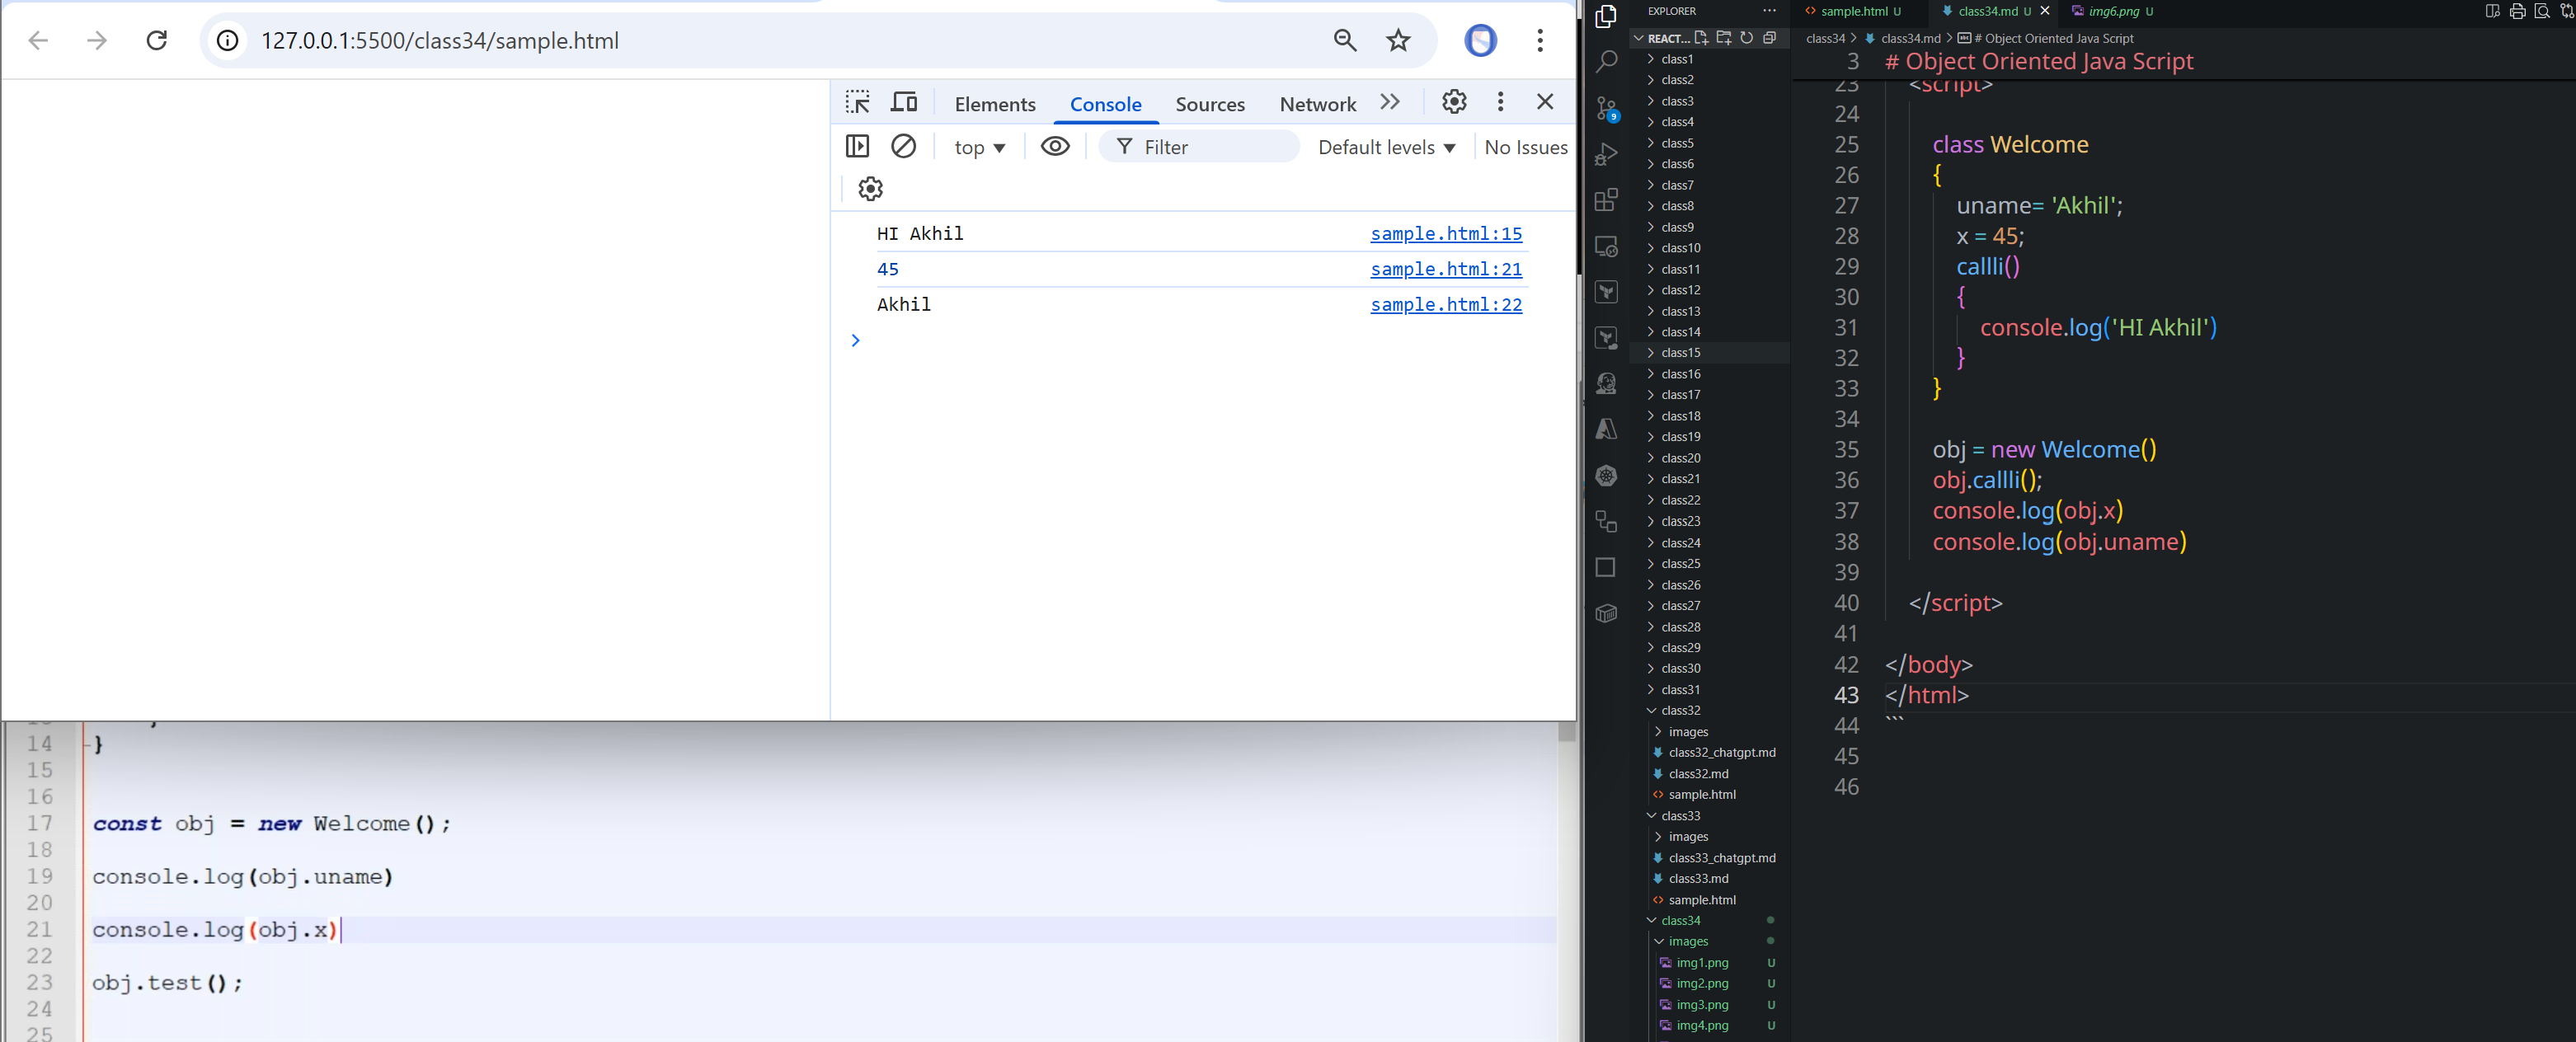 127.0.0.1:5500/class34/sample.html
Elements Console Sources Network
top Filter Default levels No Issues
HI Akhil sample.html:15
45 sample.html:21
Akhil sample.html:22
14 }
15
16
17 const obj = new Welcome();
18
19 console.log(obj.uname)
20
21 console.log(obj.x)
22
23 obj.test();
24
25
EXPLORER
REACT...
class1
class2
class3
class4
class5
class6
class7
class8
class9
class10
class11
class12
class13
class14
class15
class16
class17
class18
class19
class20
class21
class22
class23
class24
class25
class26
class27
class28
class29
class30
class31
class32
images
class32_chatgpt.md
class32.md
sample.html
class33
images
class33_chatgpt.md
class33.md
sample.html
class34
images
img1.png U
img2.png U
img3.png U
img4.png U
9
sample.html U class34.md U img6.png U
class34 > class34.md > abc # Object Oriented Java Script
3 # Object Oriented Java Script
23 <script>
24
25 class Welcome
26 {
27 uname= 'Akhil';
28 x = 45;
29 callli()
30 {
31 console.log('HI Akhil')
32 }
33 }
34
35 obj = new Welcome()
36 obj.callli();
37 console.log(obj.x)
38 console.log(obj.uname)
39
40 </script>
41
42 </body>
43 </html>
44 ```
45
46